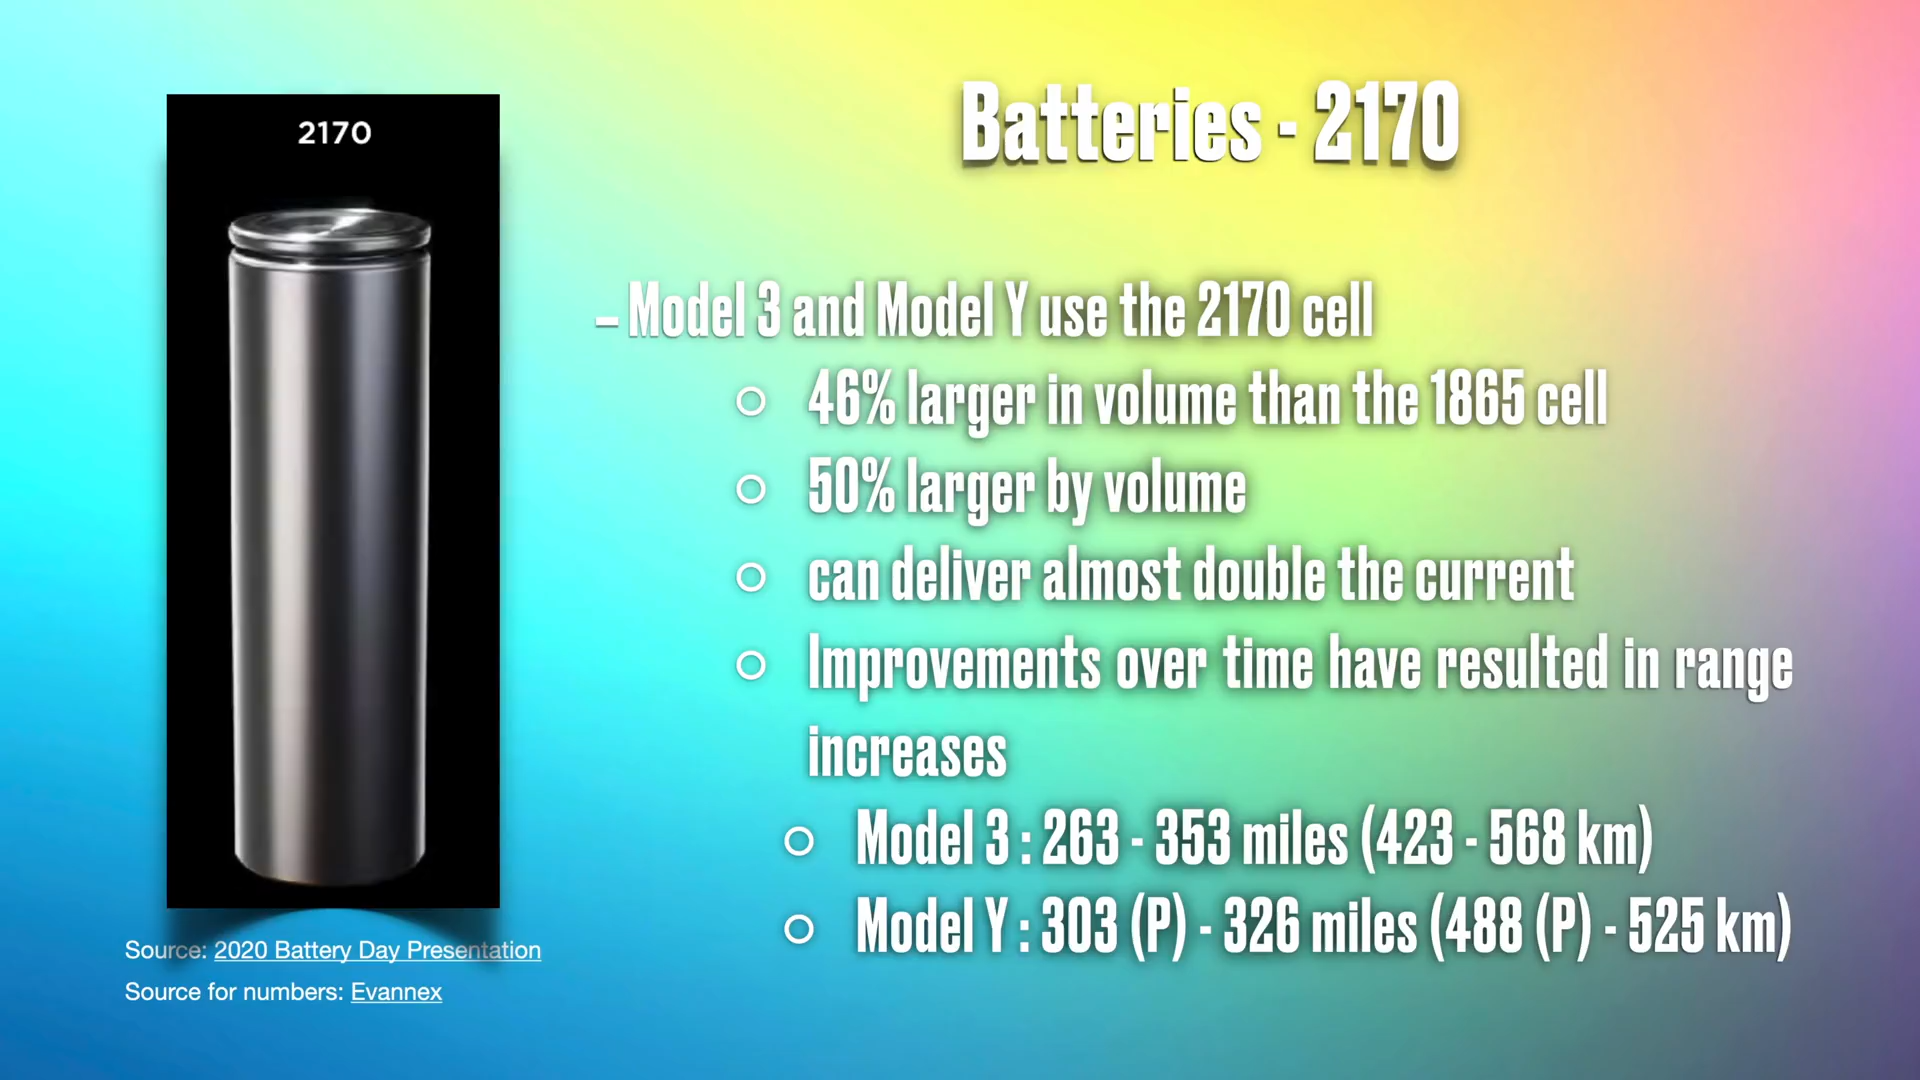 2170
Batteries - 2170
– Model 3 and Model Y use the 2170 cell
○ 46% larger in volume than the 1865 cell
○ 50% larger by volume
○ can deliver almost double the current
○ Improvements over time have resulted in range
increases
○ Model 3 : 263 - 353 miles (423 - 568 km)
○ Model Y : 303 (P) - 326 miles (488 (P) - 525 km)
Source: 2020 Battery Day Presentation
Source for numbers: Evannex